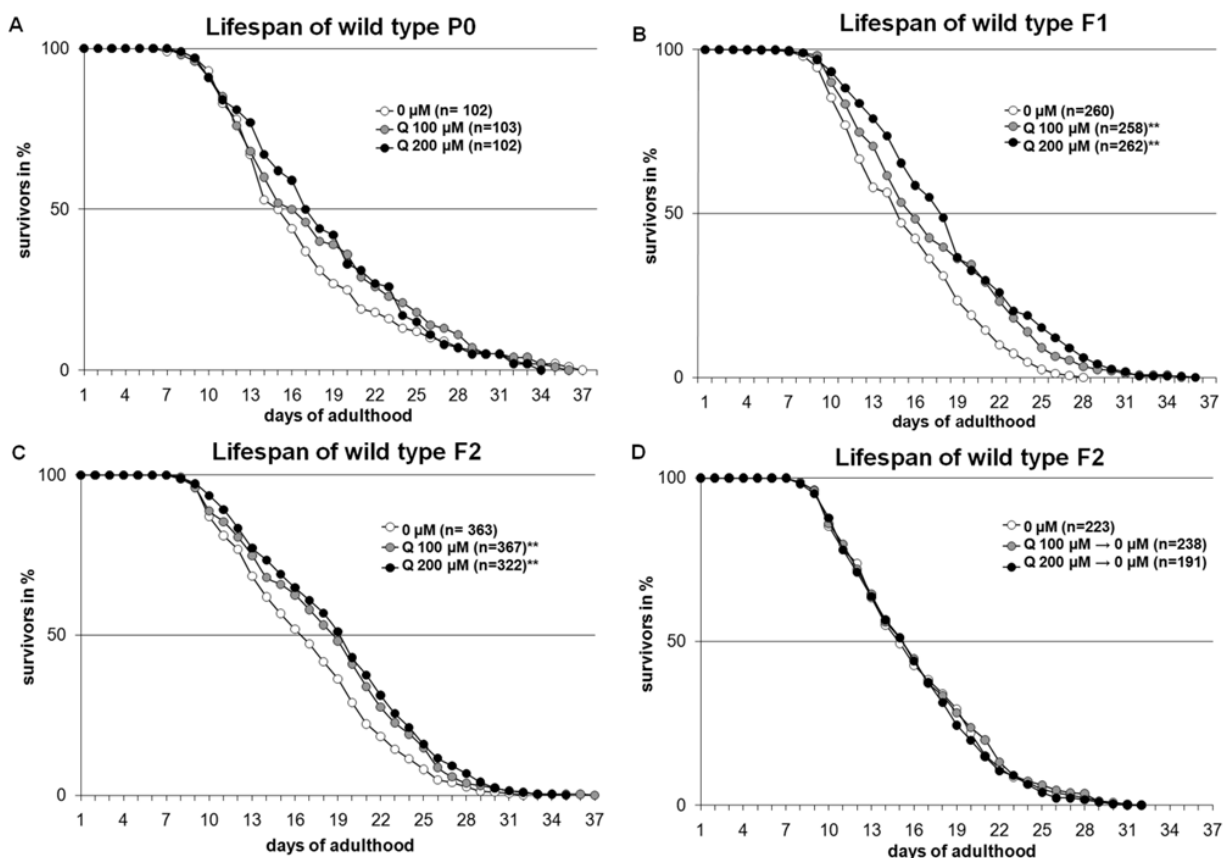 A
Lifespan of wild type P0
100
50
0
survivors in %
0 µM (n= 102)
Q 100 µM (n=103)
Q 200 µM (n=102)
1 4 7 10 13 16 19 22 25 28 31 34 37
days of adulthood
B
Lifespan of wild type F1
100
50
0
survivors in %
0 µM (n=260)
Q 100 µM (n=258)**
Q 200 µM (n=262)**
1 4 7 10 13 16 19 22 25 28 31 34 37
days of adulthood
C
Lifespan of wild type F2
100
50
0
survivors in %
0 µM (n= 363)
Q 100 µM (n=367)**
Q 200 µM (n=322)**
1 4 7 10 13 16 19 22 25 28 31 34 37
days of adulthood
D
Lifespan of wild type F2
100
50
0
survivors in %
0 µM (n=223)
Q 100 µM → 0 µM (n=238)
Q 200 µM → 0 µM (n=191)
1 4 7 10 13 16 19 22 25 28 31 34 37
days of adulthood